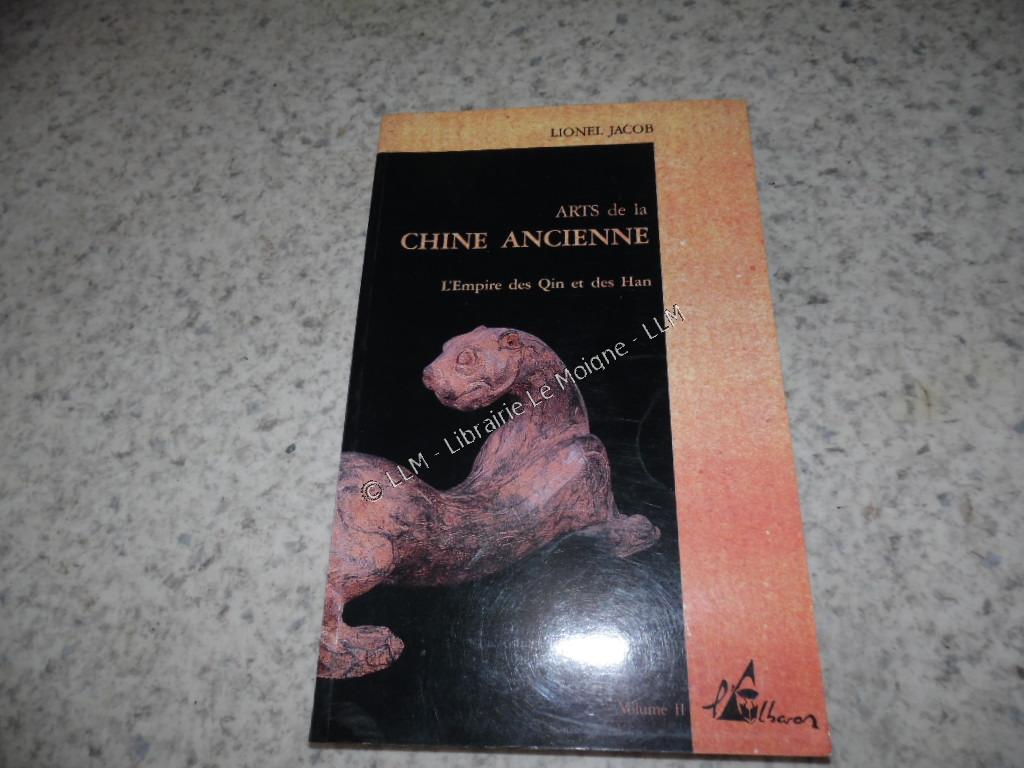 LIONEL JACOB
ARTS de la
CHINE ANCIENNE
L'Empire des Qin et des Han
© LLM - Librairie Le Moigne - LLM
Volume II
l'Alharon